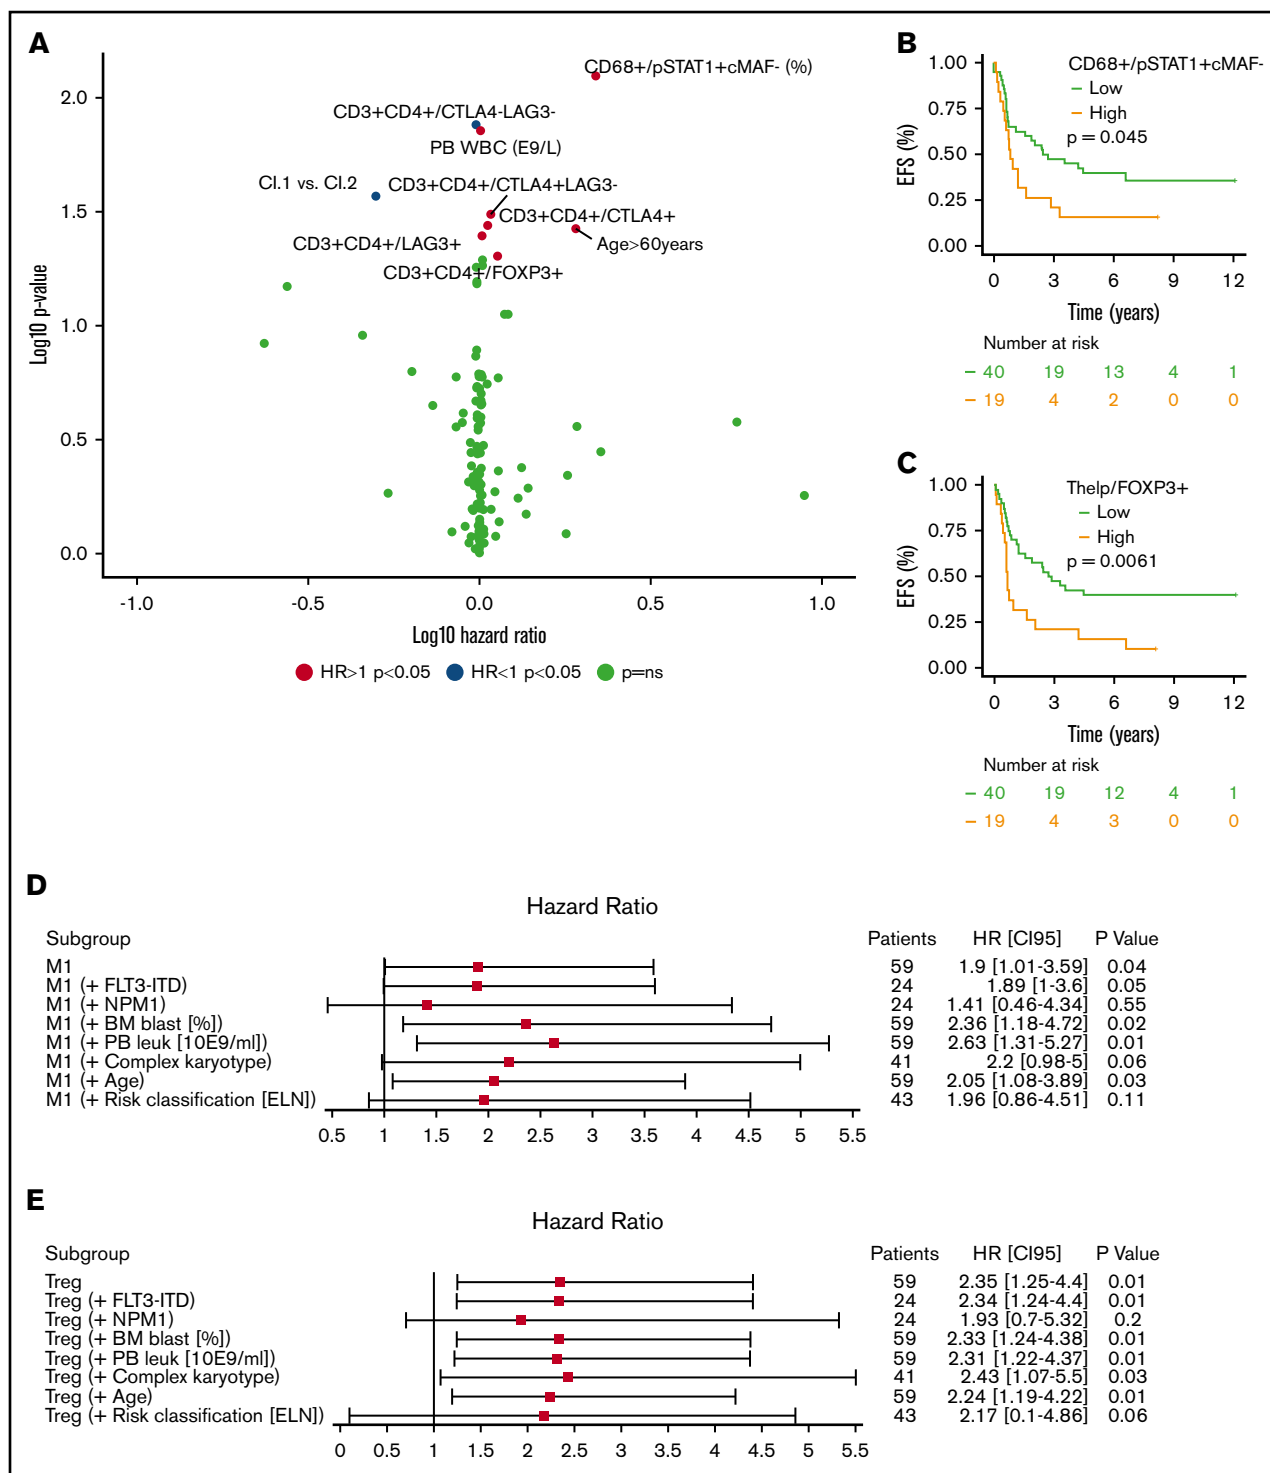 A
2.0
1.5
1.0
0.5
0.0
Log10 p-value
CD68+/pSTAT1+cMAF- (%)
CD3+CD4+/CTLA4-LAG3-
PB WBC (E9/L)
Cl.1 vs. Cl.2
CD3+CD4+/CTLA4+LAG3-
CD3+CD4+/CTLA4+
CD3+CD4+/LAG3+
Age>60years
CD3+CD4+/FOXP3+
-1.0 -0.5 0.0 0.5 1.0
Log10 hazard ratio
HR>1 p<0.05 HR<1 p<0.05 p=ns
B
1.00
0.75
0.50
0.25
0.00
EFS (%)
CD68+/pSTAT1+cMAF-
Low
High
p = 0.045
0 3 6 9 12
Time (years)
Number at risk
40 19 13 4 1
19 4 2 0 0
C
1.00
0.75
0.50
0.25
0.00
EFS (%)
Thelp/FOXP3+
Low
High
p = 0.0061
0 3 6 9 12
Time (years)
Number at risk
40 19 12 4 1
19 4 3 0 0
D
Hazard Ratio
Subgroup Patients HR [CI95] P Value
M1 59 1.9 [1.01-3.59] 0.04
M1 (+ FLT3-ITD) 24 1.89 [1-3.6] 0.05
M1 (+ NPM1) 24 1.41 [0.46-4.34] 0.55
M1 (+ BM blast [%]) 59 2.36 [1.18-4.72] 0.02
M1 (+ PB leuk [10E9/ml]) 59 2.63 [1.31-5.27] 0.01
M1 (+ Complex karyotype) 41 2.2 [0.98-5] 0.06
M1 (+ Age) 59 2.05 [1.08-3.89] 0.03
M1 (+ Risk classification [ELN]) 43 1.96 [0.86-4.51] 0.11
0.5 1 1.5 2 2.5 3 3.5 4 4.5 5 5.5
E
Hazard Ratio
Subgroup Patients HR [CI95] P Value
Treg 59 2.35 [1.25-4.4] 0.01
Treg (+ FLT3-ITD) 24 2.34 [1.24-4.4] 0.01
Treg (+ NPM1) 24 1.93 [0.7-5.32] 0.2
Treg (+ BM blast [%]) 59 2.33 [1.24-4.38] 0.01
Treg (+ PB leuk [10E9/ml]) 59 2.31 [1.22-4.37] 0.01
Treg (+ Complex karyotype) 41 2.43 [1.07-5.5] 0.03
Treg (+ Age) 59 2.24 [1.19-4.22] 0.01
Treg (+ Risk classification [ELN]) 43 2.17 [0.1-4.86] 0.06
0 0.5 1 1.5 2 2.5 3 3.5 4 4.5 5 5.5